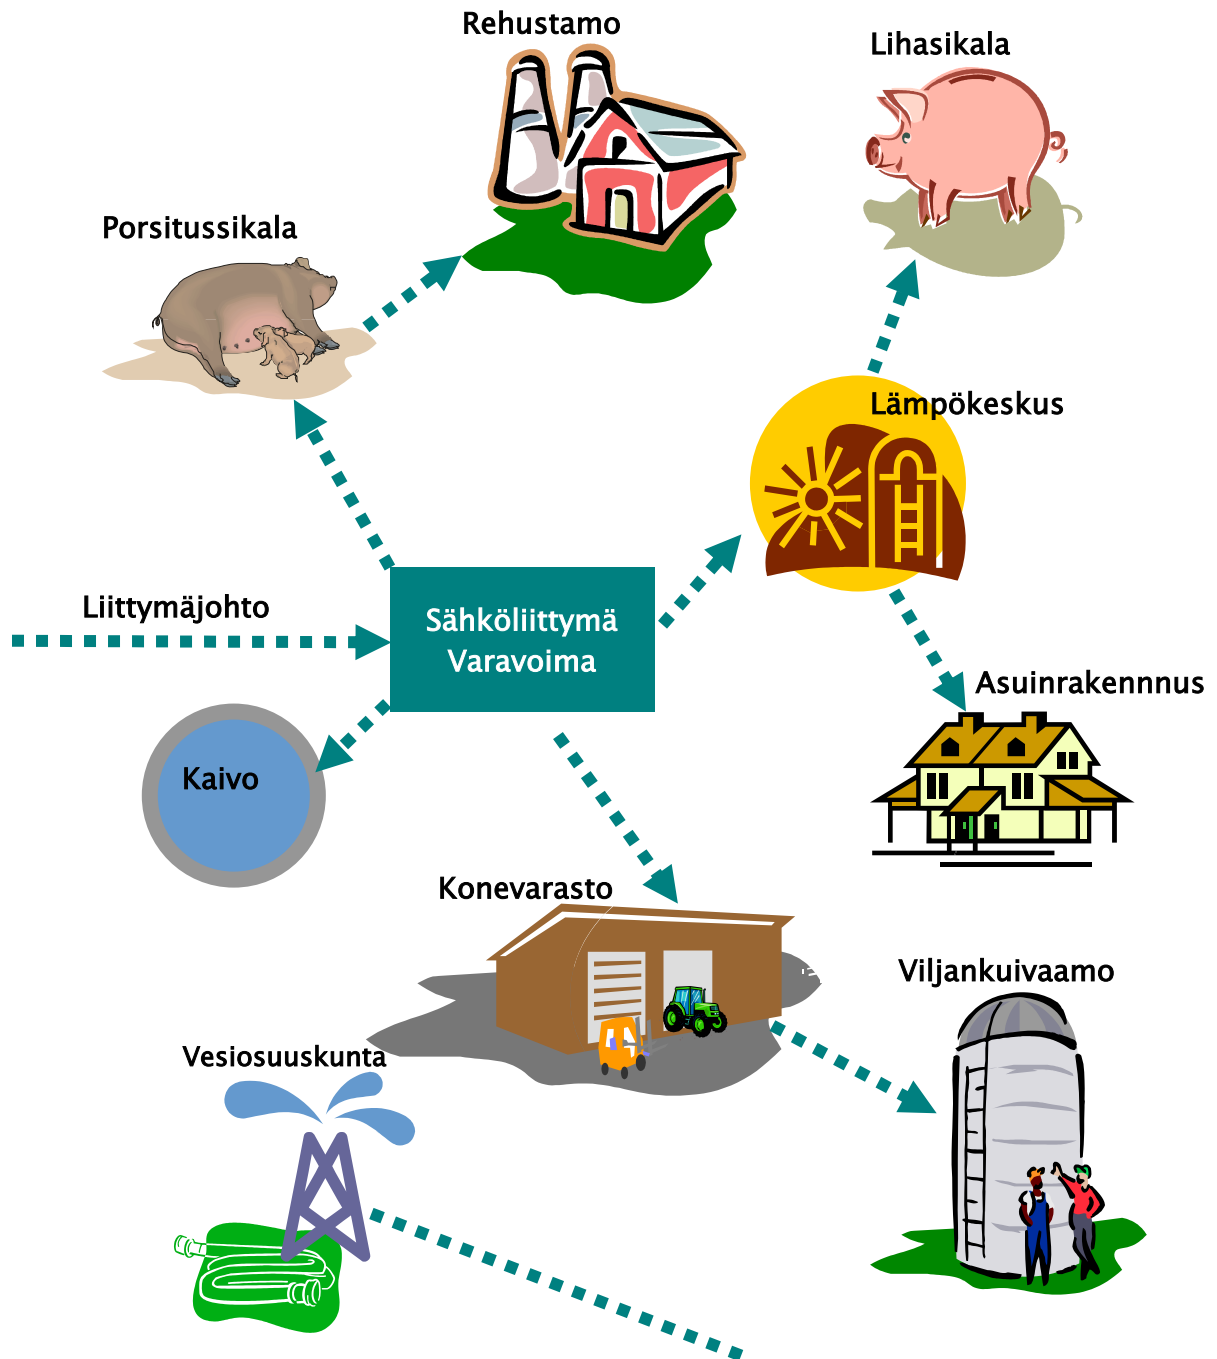 Rehustamo
Lihasikala
Porsitussikala
Lämpökeskus
Liittymäjohto
Sähköliittymä
Varavoima
Asuinrakennnus
Kaivo
Konevarasto
Viljankuivaamo
Vesiosuuskunta